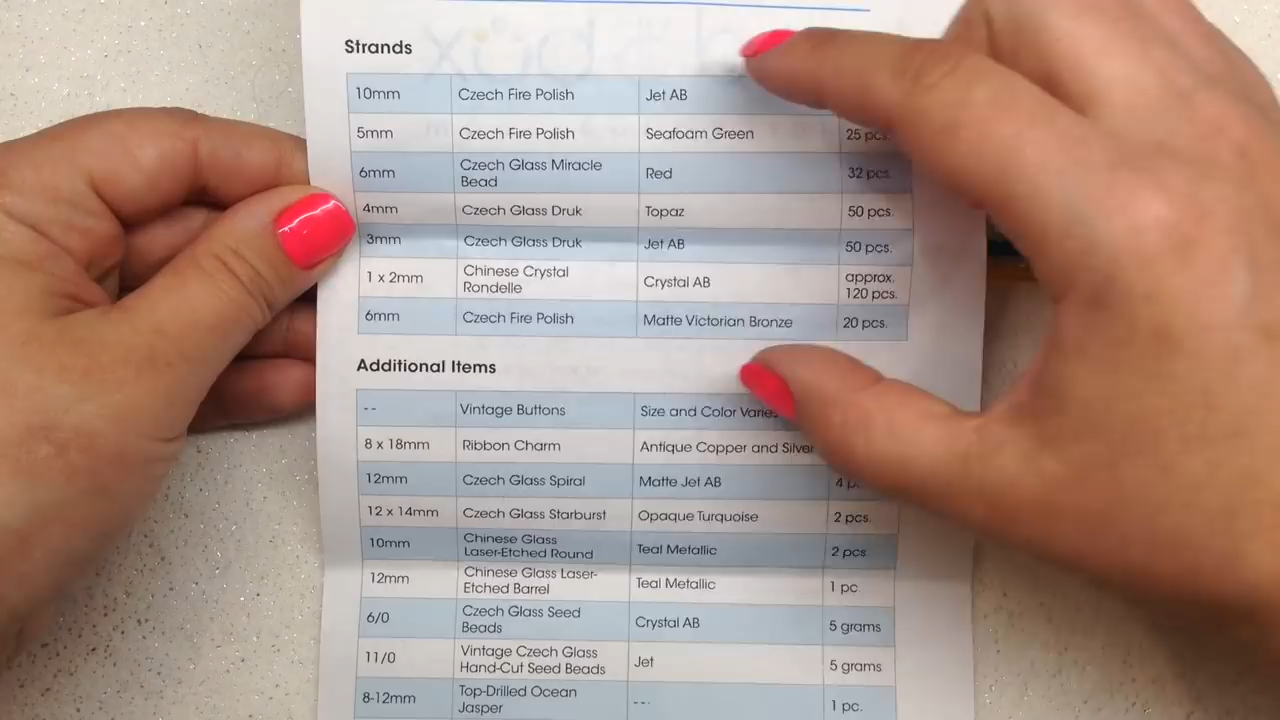 Strands
10mm Czech Fire Polish Jet AB
5mm Czech Fire Polish Seafoam Green 25 pcs.
6mm Czech Glass Miracle Bead Red 32 pcs.
4mm Czech Glass Druk Topaz 50 pcs.
3mm Czech Glass Druk Jet AB 50 pcs.
1 x 2mm Chinese Crystal Rondelle Crystal AB approx. 120 pcs.
6mm Czech Fire Polish Matte Victorian Bronze 20 pcs.
Additional Items
-- Vintage Buttons Size and Color Varies
8 x 18mm Ribbon Charm Antique Copper and Silver
12mm Czech Glass Spiral Matte Jet AB 4
12 x 14mm Czech Glass Starburst Opaque Turquoise 2 pcs.
10mm Chinese Glass Laser-Etched Round Teal Metallic 2 pcs.
12mm Chinese Glass Laser-Etched Barrel Teal Metallic 1 pc
6/0 Czech Glass Seed Beads Crystal AB 5 grams
11/0 Vintage Czech Glass Hand-Cut Seed Beads Jet 5 grams
8-12mm Top-Drilled Ocean Jasper --- 1 pc.